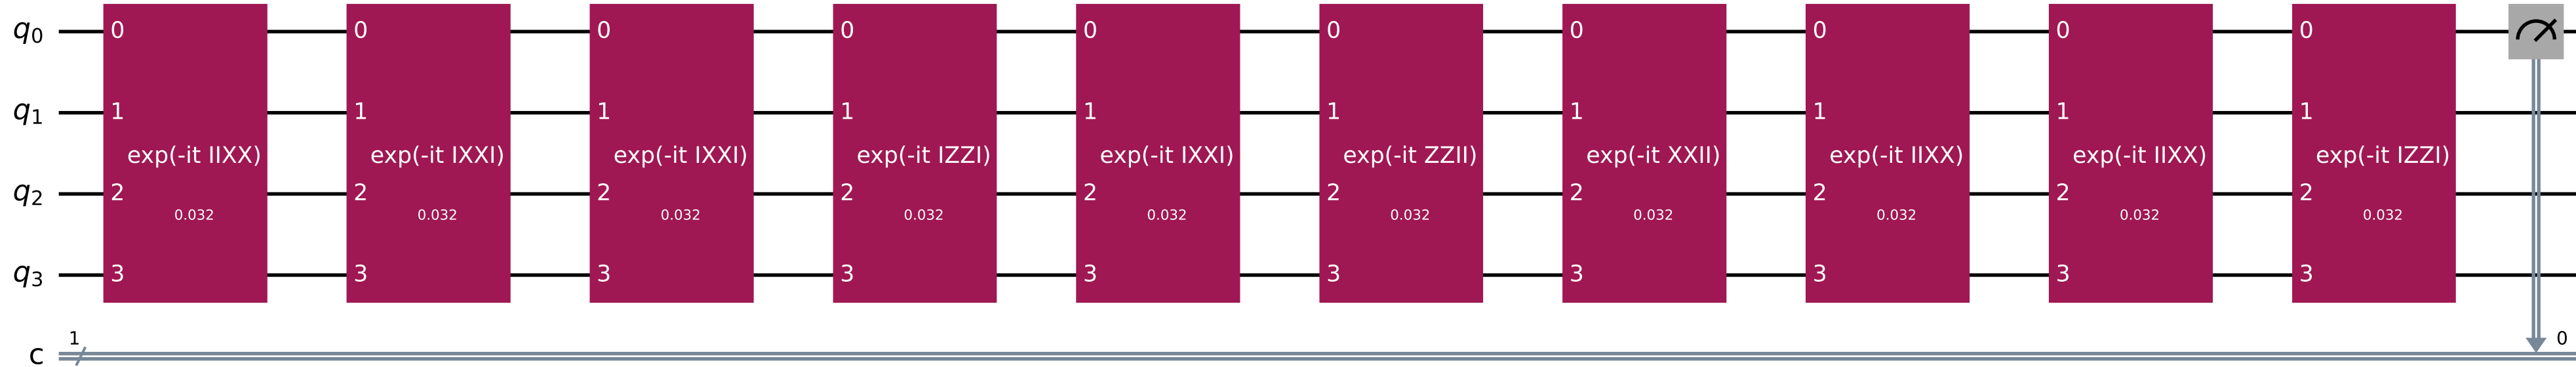 q0 0 0 0 0 0 0 0 0 0 0
q1 1 1 1 1 1 1 1 1 1 1
exp(-it IIXX) exp(-it IXXI) exp(-it IXXI) exp(-it IZZI) exp(-it IXXI) exp(-it ZZII) exp(-it XXII) exp(-it IIXX) exp(-it IIXX) exp(-it IZZI)
q2 2 2 2 2 2 2 2 2 2 2
0.032 0.032 0.032 0.032 0.032 0.032 0.032 0.032 0.032 0.032
q3 3 3 3 3 3 3 3 3 3 3
1 0
c